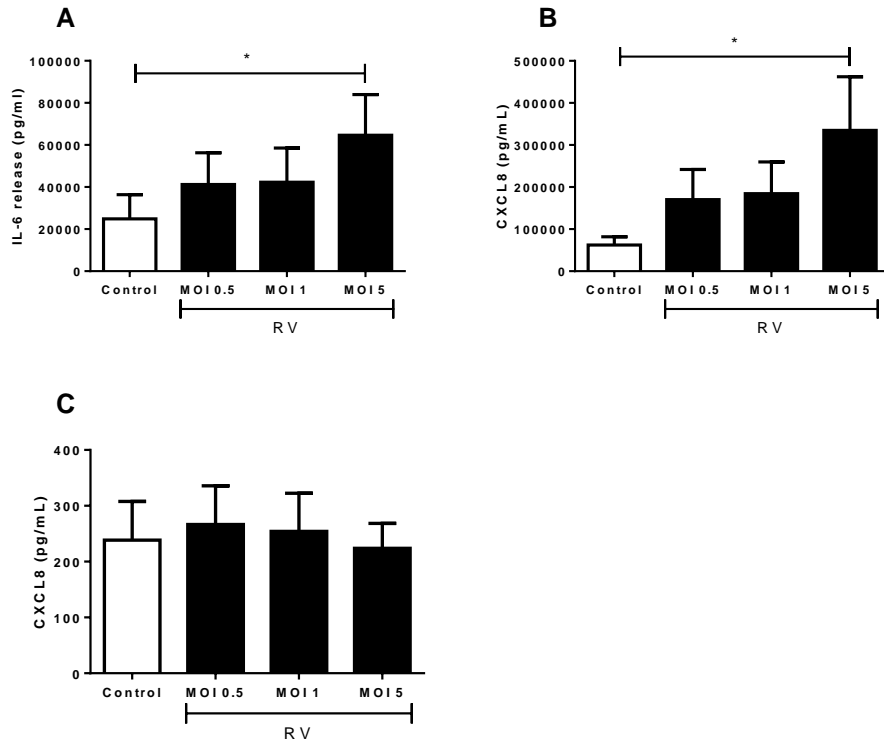 A
IL-6 release (pg/ml)
100000
80000
60000
40000
20000
0
*
Control MOI 0.5 MOI 1 MOI 5
RV
B
CXCL8 (pg/mL)
500000
400000
300000
200000
100000
0
*
Control MOI 0.5 MOI 1 MOI 5
RV
C
CXCL8 (pg/mL)
400
300
200
100
0
Control MOI 0.5 MOI 1 MOI 5
RV